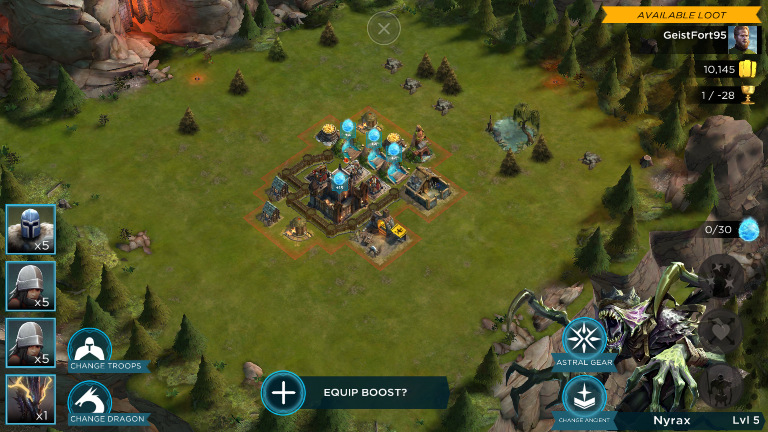 AVAILABLE LOOT
GeistFort95
10,145
1 / -28
0/30
x5
x5
x5
x1
CHANGE TROOPS
CHANGE DRAGON
EQUIP BOOST?
ASTRAL GEAR
CHANGE ANCIENT
Nyrax Lvl 5